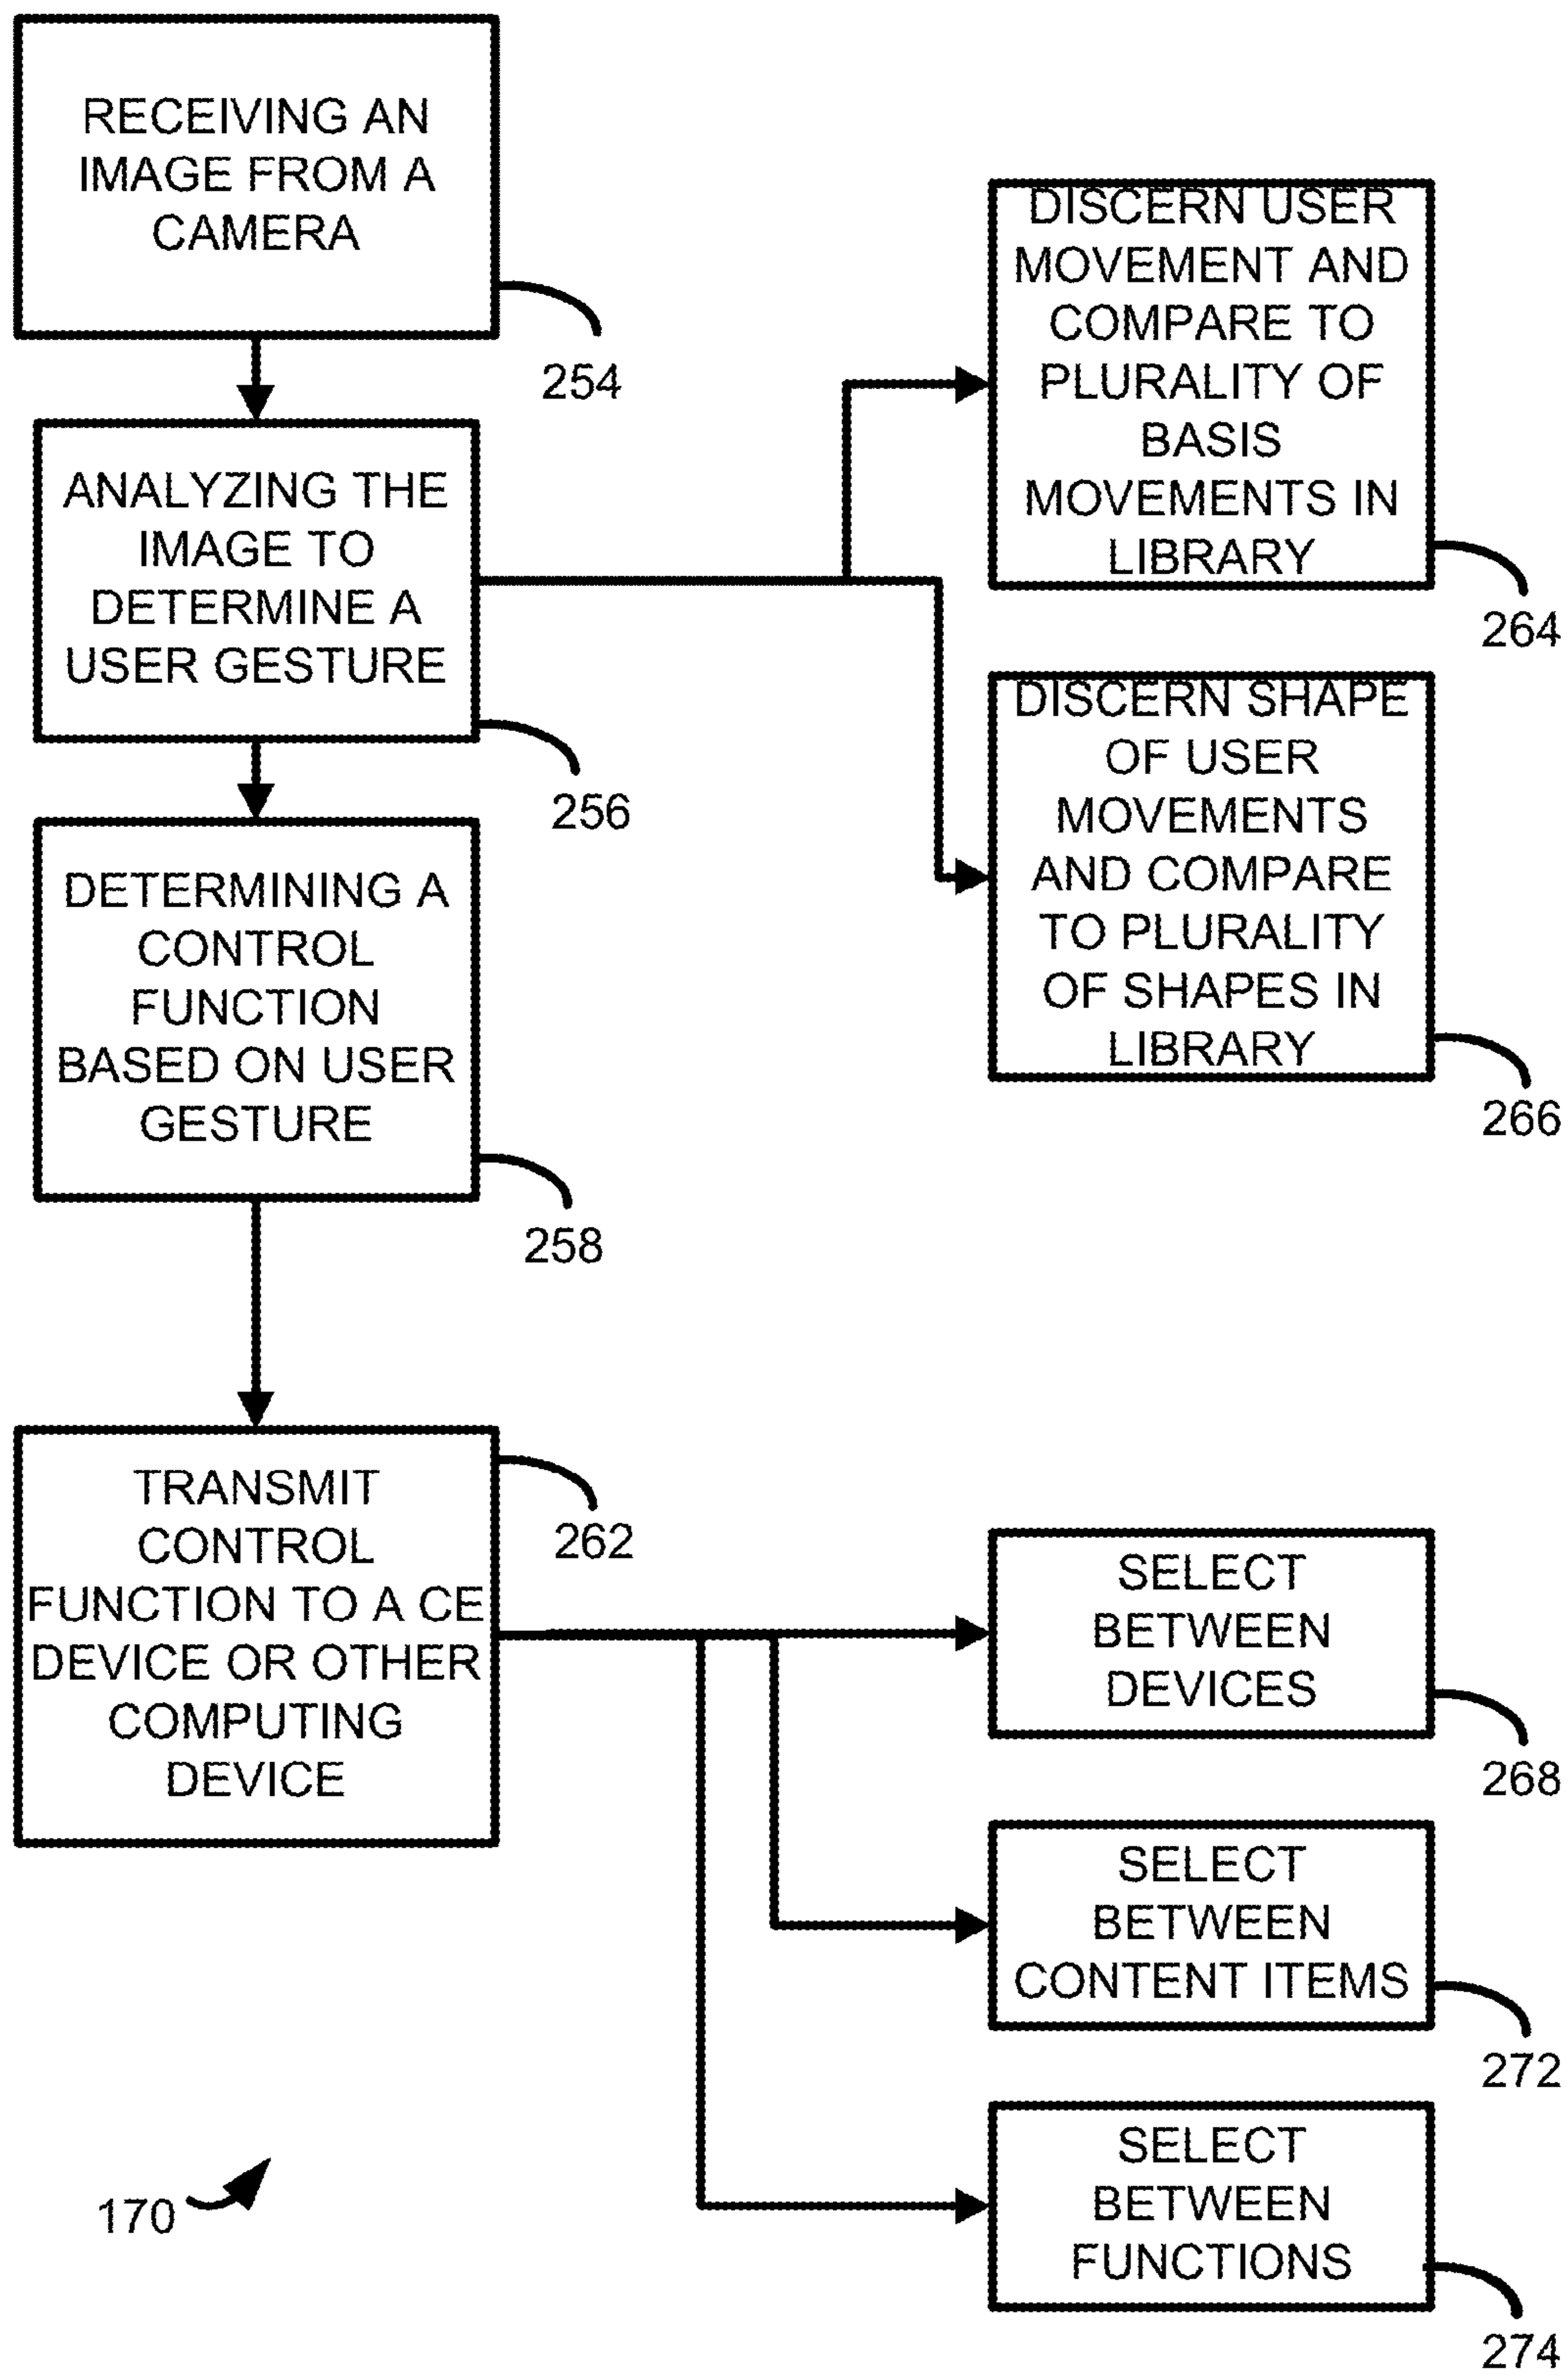 RECEIVING AN
IMAGE FROM A
CAMERA
254
ANALYZING THE
IMAGE TO
DETERMINE A
USER GESTURE
256
DETERMINING A
CONTROL
FUNCTION
BASED ON USER
GESTURE
258
TRANSMIT
CONTROL
FUNCTION TO A CE
DEVICE OR OTHER
COMPUTING
DEVICE
262
DISCERN USER
MOVEMENT AND
COMPARE TO
PLURALITY OF
BASIS
MOVEMENTS IN
LIBRARY
264
DISCERN SHAPE
OF USER
MOVEMENTS
AND COMPARE
TO PLURALITY
OF SHAPES IN
LIBRARY
266
SELECT
BETWEEN
DEVICES
268
SELECT
BETWEEN
CONTENT ITEMS
272
SELECT
BETWEEN
FUNCTIONS
274
170